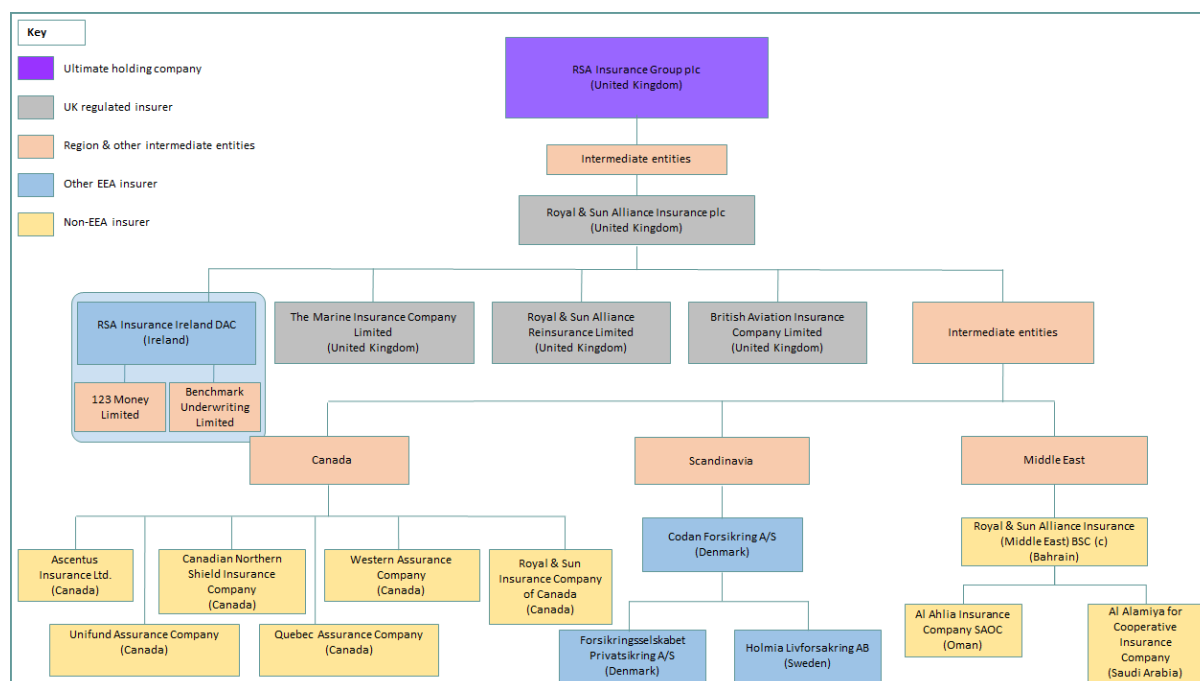 Key
Ultimate holding company
UK regulated insurer
Region & other intermediate entities
Other EEA insurer
Non-EEA insurer
RSA Insurance Group plc
(United Kingdom)
Intermediate entities
Royal & Sun Alliance Insurance plc
(United Kingdom)
RSA Insurance Ireland DAC
(Ireland)
The Marine Insurance Company
Limited
(United Kingdom)
Royal & Sun Alliance
Reinsurance Limited
(United Kingdom)
British Aviation Insurance
Company Limited
(United Kingdom)
Intermediate entities
123 Money
Limited
Benchmark
Underwriting
Limited
Canada
Scandinavia
Middle East
Ascentus
Insurance Ltd.
(Canada)
Canadian Northern
Shield Insurance
Company
(Canada)
Western Assurance
Company
(Canada)
Royal & Sun
Insurance Company
of Canada
(Canada)
Codan Forsikring A/S
(Denmark)
Royal & Sun Alliance Insurance
(Middle East) BSC (c)
(Bahrain)
Unifund Assurance Company
(Canada)
Quebec Assurance Company
(Canada)
Forsikringsselskabet
Privatsikring A/S
(Denmark)
Holmia Livforsakring AB
(Sweden)
Al Ahlia Insurance
Company SAOC
(Oman)
Al Alamiya for
Cooperative
Insurance
Company
(Saudi Arabia)